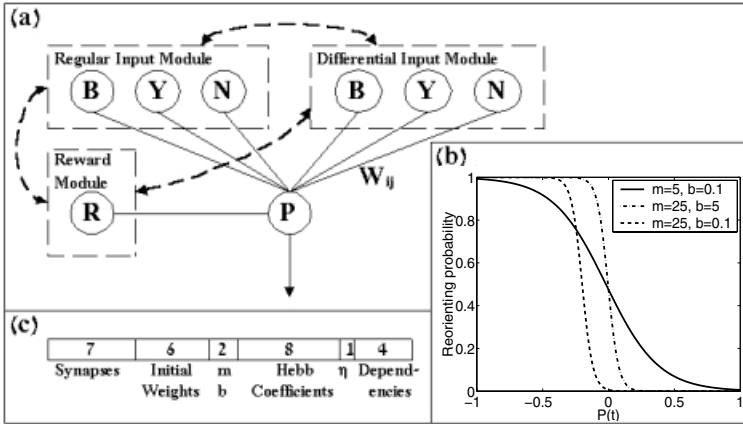 (a)
Regular Input Module
Differential Input Module
B Y N
B Y N
Reward
Module
R
P
Wij
(b)
m=5, b=0.1
m=25, b=5
m=25, b=0.1
Reorienting probability
1
0.8
0.6
0.4
0.2
0
-1 -0.5 0 0.5 1
P(t)
(c)
7 6 2 8 1 4
Synapses Initial m Hebb η Depend-
Weights b Coefficients encies